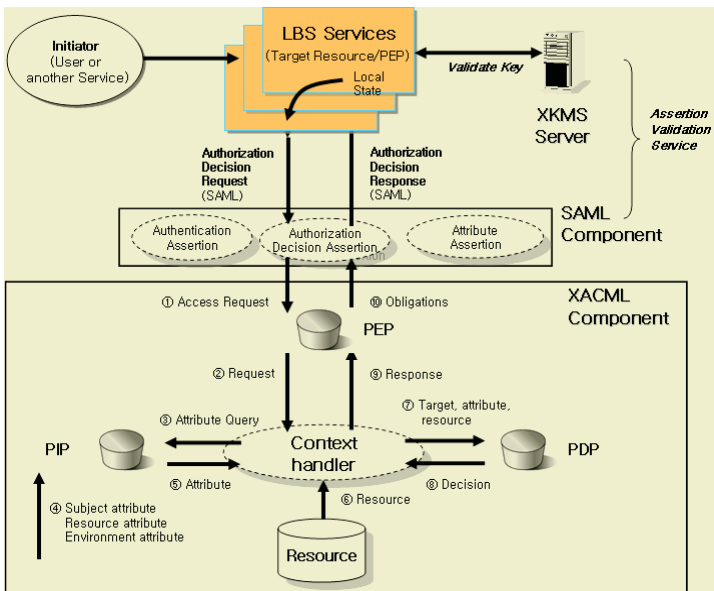 Initiator
(User or
another Service)
LBS Services
(Target Resource/PEP)
Local
State
Validate Key
XKMS
Server
Assertion
Validation
Service
Authorization
Decision
Request
(SAML)
Authorization
Decision
Response
(SAML)
SAML
Component
Authentication
Assertion
Authorization
Decision Assertion
Attribute
Assertion
① Access Request
⑩ Obligations
XACML
Component
PEP
② Request
⑨ Response
③ Attribute Query
⑦ Target, attribute,
resource
PIP
Context
handler
PDP
⑤ Attribute
⑧ Decision
④ Subject attribute
Resource attribute
Environment attribute
⑥ Resource
Resource